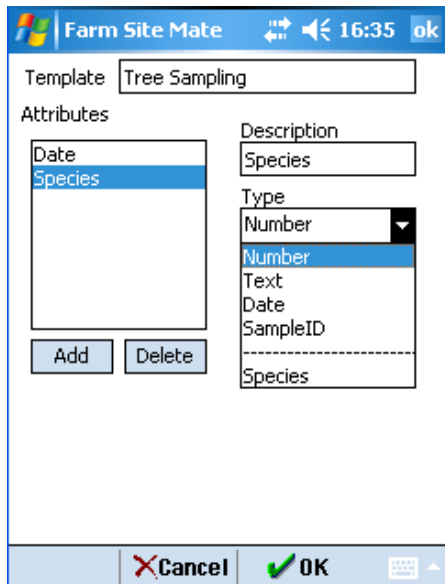 Farm Site Mate 16:35 ok
Template Tree Sampling
Attributes
Date
Species
Add Delete
Description
Species
Type
Number
Number
Text
Date
SampleID
Species
Cancel OK